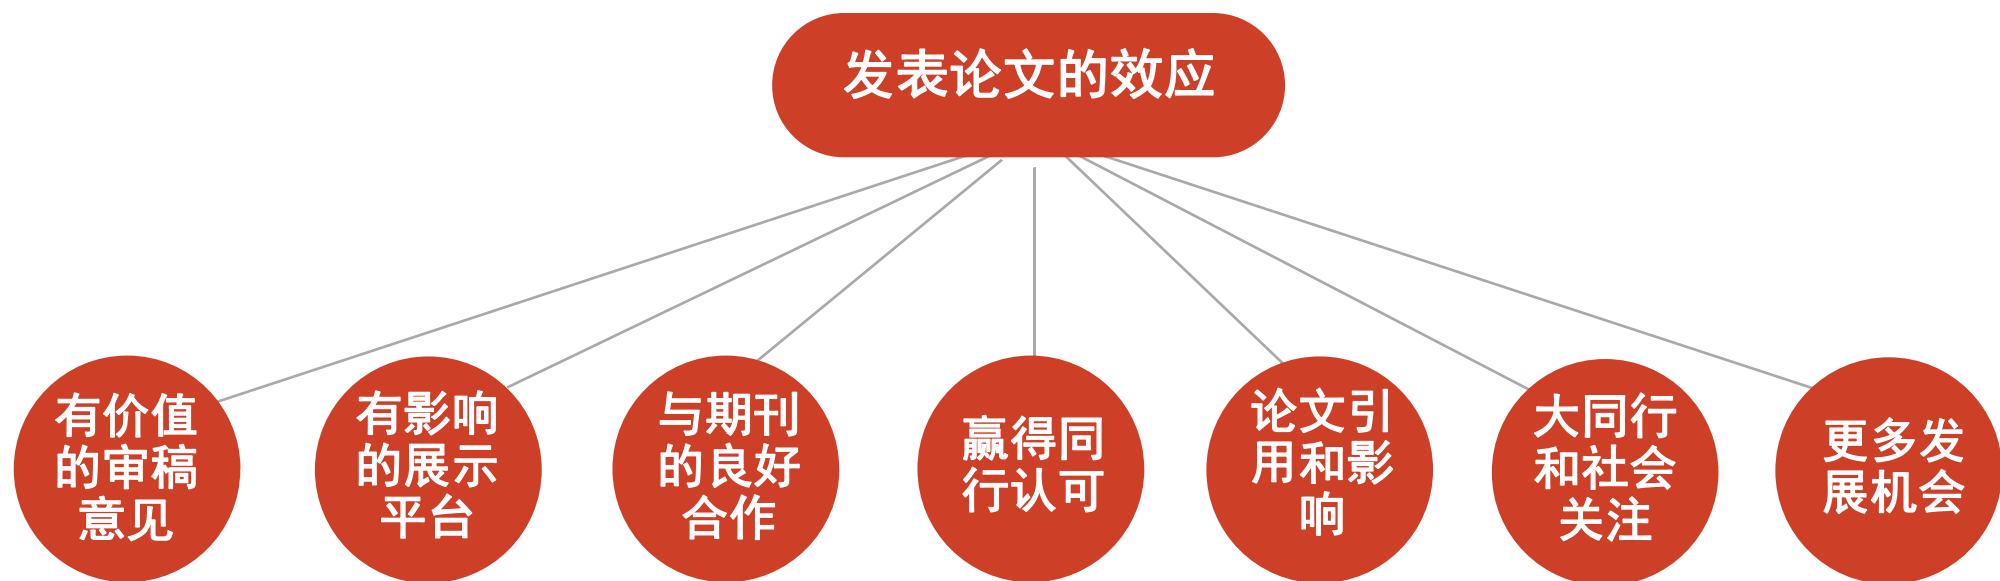 发表论文的效应
有价值
的审稿
意见
有影响
的展示
平台
与期刊
的良好
合作
赢得同
行认可
论文引
用和影
响
大同行
和社会
关注
更多发
展机会